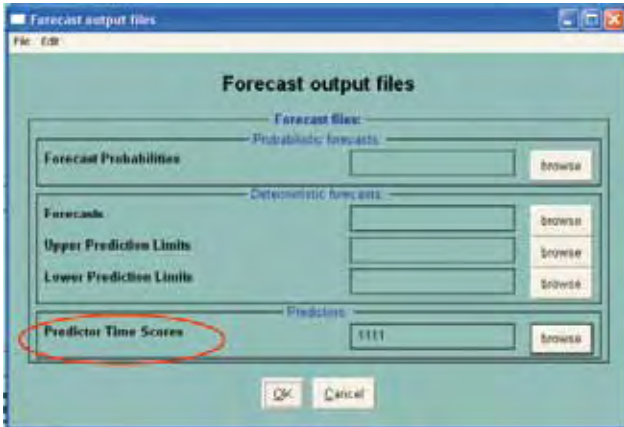 Forecast output files
File Edit
Forecast output files
Forecast files:
Probabilistic forecasts
Forecast Probabilities browse
Deterministic forecasts
Forecasts browse
Upper Prediction Limits browse
Lower Prediction Limits browse
Predictors
Predictor Time Scores 1111 browse
OK Cancel